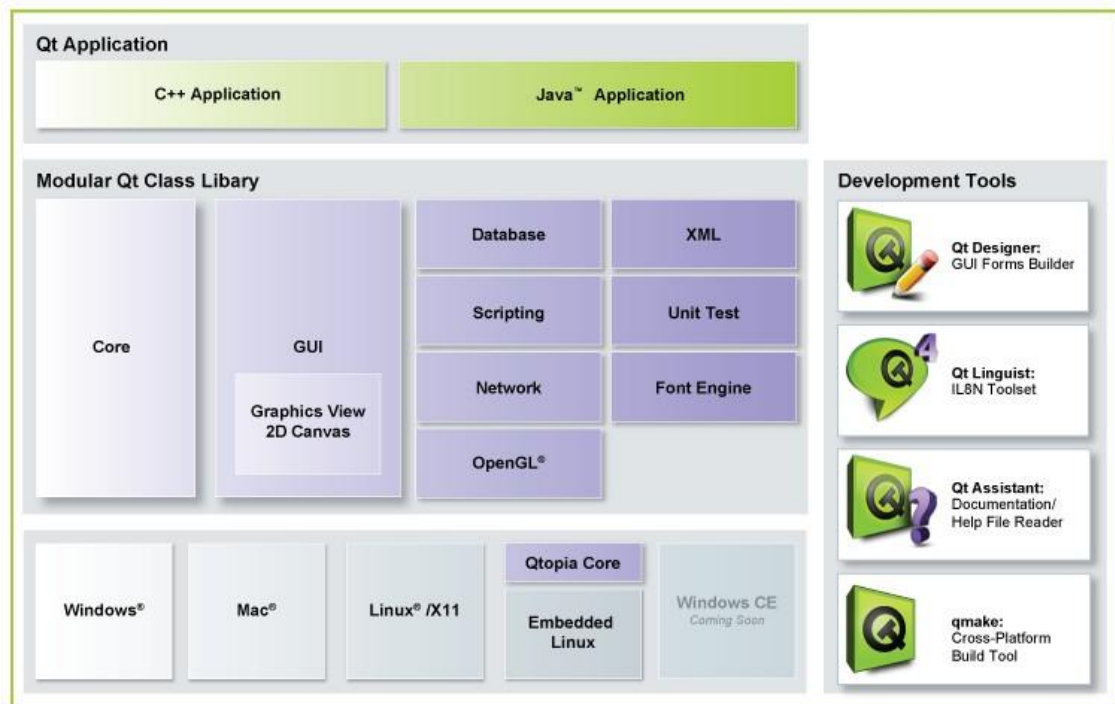 Qt Application
C++ Application
Java™ Application
Modular Qt Class Libary
Core
GUI
Graphics View
2D Canvas
Database
XML
Scripting
Unit Test
Network
Font Engine
OpenGL®
Windows®
Mac®
Linux® /X11
Qtopia Core
Embedded
Linux
Windows CE
Coming Soon
Development Tools
Qt Designer:
GUI Forms Builder
4
Qt Linguist:
IL8N Toolset
Qt Assistant:
Documentation/
Help File Reader
?
qmake:
Cross-Platform
Build Tool